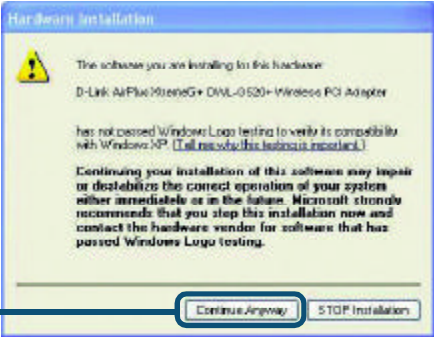 Hardware Installation
The software you are installing for this hardware:
D-Link AirPlus XtremeG+ DWL-G520+ Wireless PCI Adapter
has not passed Windows Logo testing to verify its compatibility
with Windows XP. (Tell me why this testing is important.)
Continuing your installation of this software may impair
or destabilize the correct operation of your system
either immediately or in the future. Microsoft strongly
recommends that you stop this installation now and
contact the hardware vendor for software that has
passed Windows Logo testing.
Continue Anyway
STOP Installation